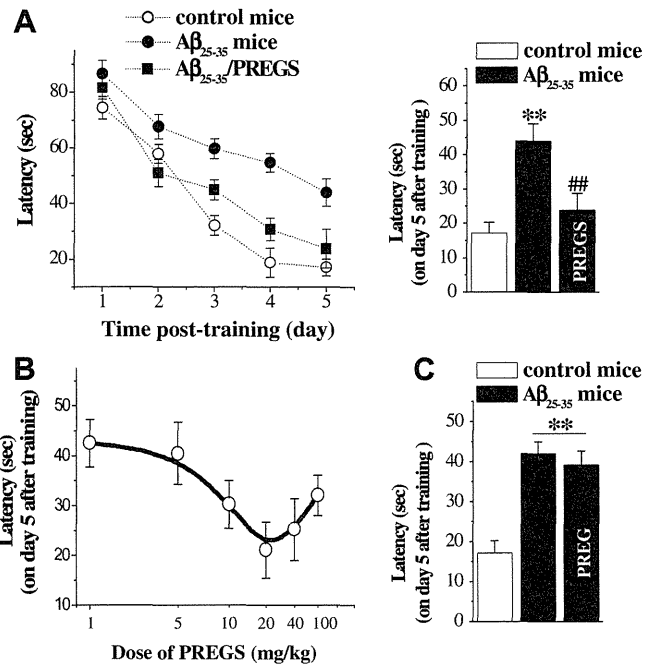 A
control mice
Aβ25-35 mice
Aβ25-35/PREGS
Latency (sec)
80
60
40
20
1 2 3 4 5
Time post-training (day)
control mice
Aβ25-35 mice
Latency (sec)
(on day 5 after training )
60
50
40
30
20
10
0
**
##
PREGS
B
Latency (sec)
(on day 5 after training)
50
40
30
20
10
1 5 10 20 40 100
Dose of PREGS (mg/kg)
C
control mice
Aβ25-35 mice
Latency (sec)
(on day 5 after training )
50
40
30
20
10
0
**
PREG